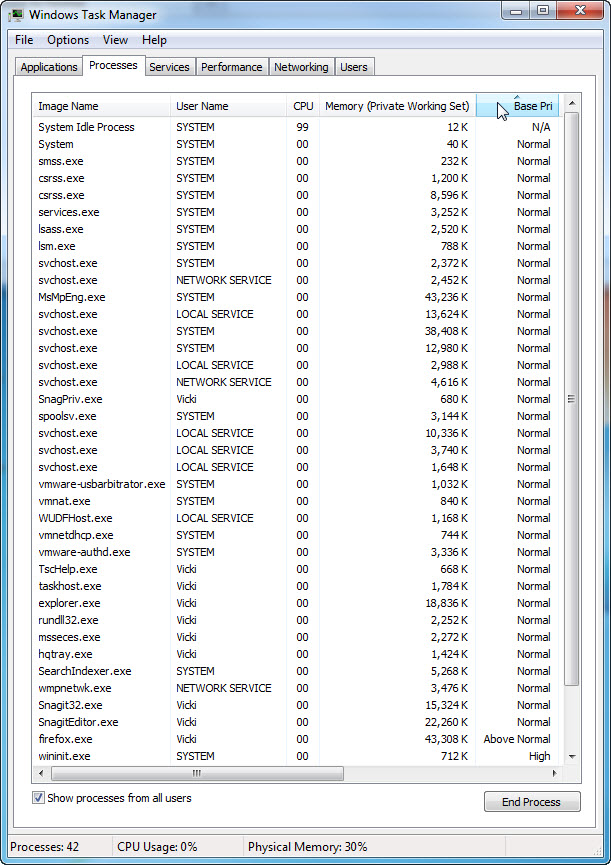 Windows Task Manager
File Options View Help
Applications Processes Services Performance Networking Users
Image Name User Name CPU Memory (Private Working Set) Base Pri
System Idle Process SYSTEM 99 12 K N/A
System SYSTEM 00 40 K Normal
smss.exe SYSTEM 00 232 K Normal
csrss.exe SYSTEM 00 1,200 K Normal
csrss.exe SYSTEM 00 8,596 K Normal
services.exe SYSTEM 00 3,252 K Normal
lsass.exe SYSTEM 00 2,520 K Normal
lsm.exe SYSTEM 00 788 K Normal
svchost.exe SYSTEM 00 2,372 K Normal
svchost.exe NETWORK SERVICE 00 2,452 K Normal
MsMpEng.exe SYSTEM 00 43,236 K Normal
svchost.exe LOCAL SERVICE 00 13,624 K Normal
svchost.exe SYSTEM 00 38,408 K Normal
svchost.exe SYSTEM 00 12,980 K Normal
svchost.exe LOCAL SERVICE 00 2,988 K Normal
svchost.exe NETWORK SERVICE 00 4,616 K Normal
SnagPriv.exe Vicki 00 680 K Normal
spoolsv.exe SYSTEM 00 3,144 K Normal
svchost.exe LOCAL SERVICE 00 10,336 K Normal
svchost.exe LOCAL SERVICE 00 3,740 K Normal
svchost.exe LOCAL SERVICE 00 1,648 K Normal
vmware-usbarbitrator.exe SYSTEM 00 1,032 K Normal
vmnat.exe SYSTEM 00 840 K Normal
WUDFHost.exe LOCAL SERVICE 00 1,168 K Normal
vmnetdhcp.exe SYSTEM 00 744 K Normal
vmware-authd.exe SYSTEM 00 3,336 K Normal
TscHelp.exe Vicki 00 668 K Normal
taskhost.exe Vicki 00 1,784 K Normal
explorer.exe Vicki 00 18,836 K Normal
rundll32.exe Vicki 00 2,252 K Normal
msseces.exe Vicki 00 2,272 K Normal
hqtray.exe Vicki 00 1,424 K Normal
SearchIndexer.exe SYSTEM 00 5,268 K Normal
wmpnetwk.exe NETWORK SERVICE 00 3,476 K Normal
Snagit32.exe Vicki 00 15,324 K Normal
SnagitEditor.exe Vicki 00 22,260 K Normal
firefox.exe Vicki 00 43,308 K Above Normal
wininit.exe SYSTEM 00 712 K High
Show processes from all users
End Process
Processes: 42 CPU Usage: 0% Physical Memory: 30%